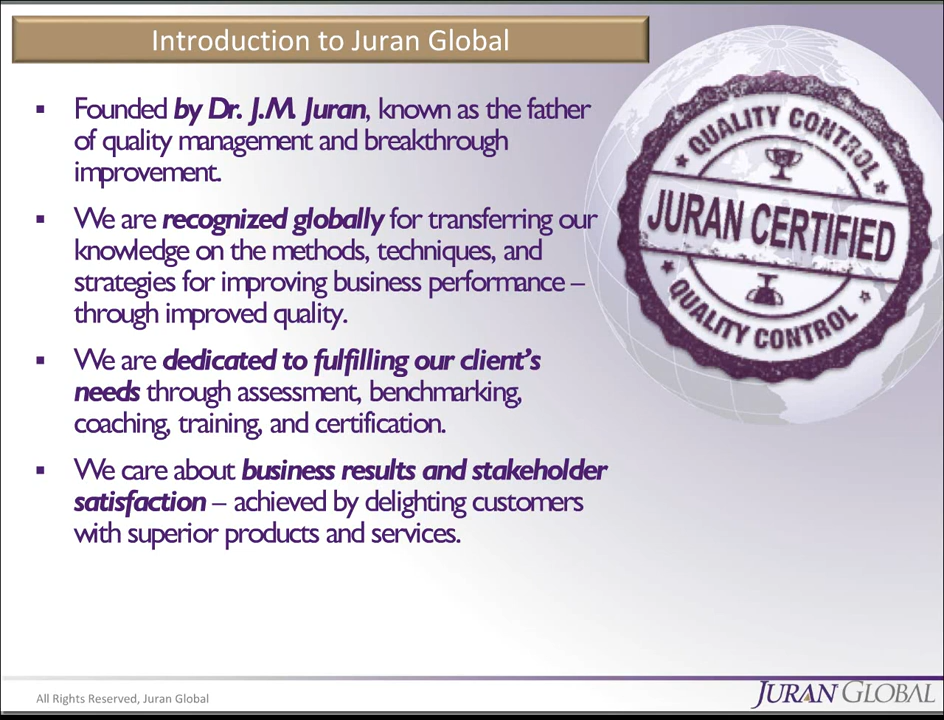 Introduction to Juran Global
▪ Founded by Dr. J.M. Juran, known as the father
of quality management and breakthrough
improvement.
▪ We are recognized globally for transferring our
knowledge on the methods, techniques, and
strategies for improving business performance –
through improved quality.
▪ We are dedicated to fulfilling our client’s
needs through assessment, benchmarking,
coaching, training, and certification.
▪ We care about business results and stakeholder
satisfaction – achieved by delighting customers
with superior products and services.
QUALITY CONTROL
JURAN CERTIFIED
QUALITY CONTROL
All Rights Reserved, Juran Global
JURAN GLOBAL